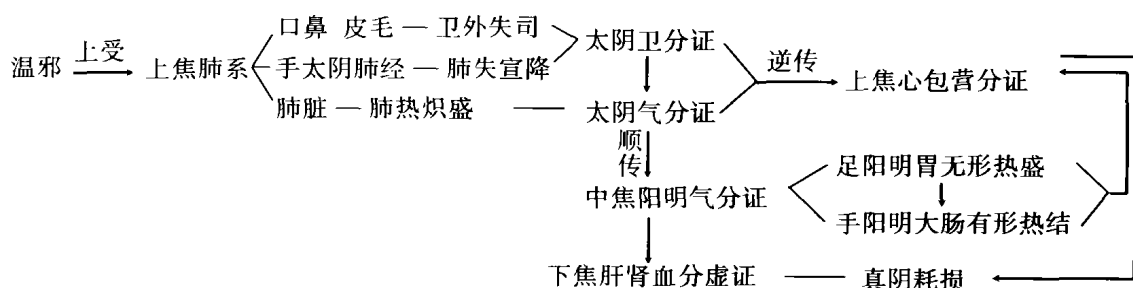 口鼻 皮毛 — 卫外失司
温邪 上受 上焦肺系 手太阴肺经 — 肺失宣降 太阴卫分证 逆传 上焦心包营分证
肺脏 — 肺热炽盛 太阴气分证
顺传
中焦阳明气分证 足阳明胃无形热盛
手阳明大肠有形热结
下焦肝肾血分虚证 真阴耗损